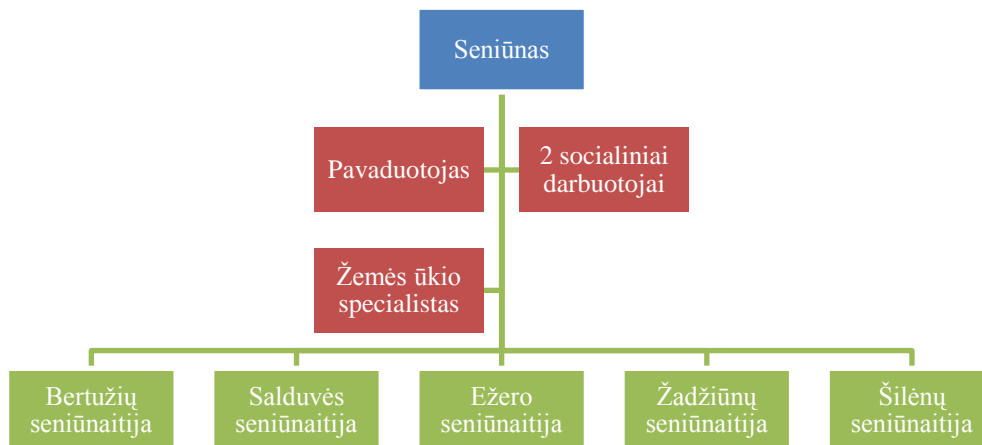 Seniūnas
Pavaduotojas
2 socialiniai
darbuotojai
Žemės ūkio
specialistas
Bertužių
seniūnaitija
Salduvės
seniūnaitija
Ežero
seniūnaitija
Žadžiūnų
seniūnaitija
Šilėnų
seniūnaitija